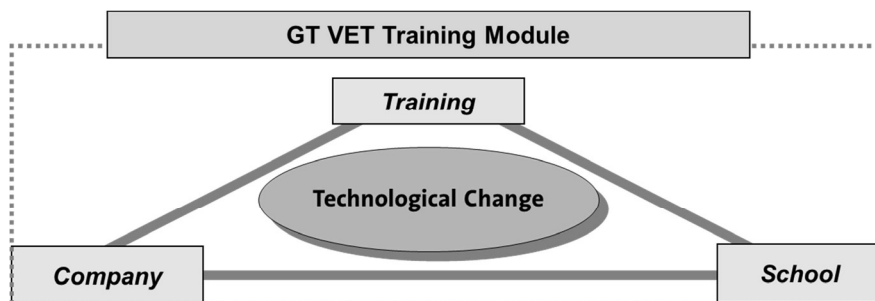 GT VET Training Module
Training
Technological Change
Company
School